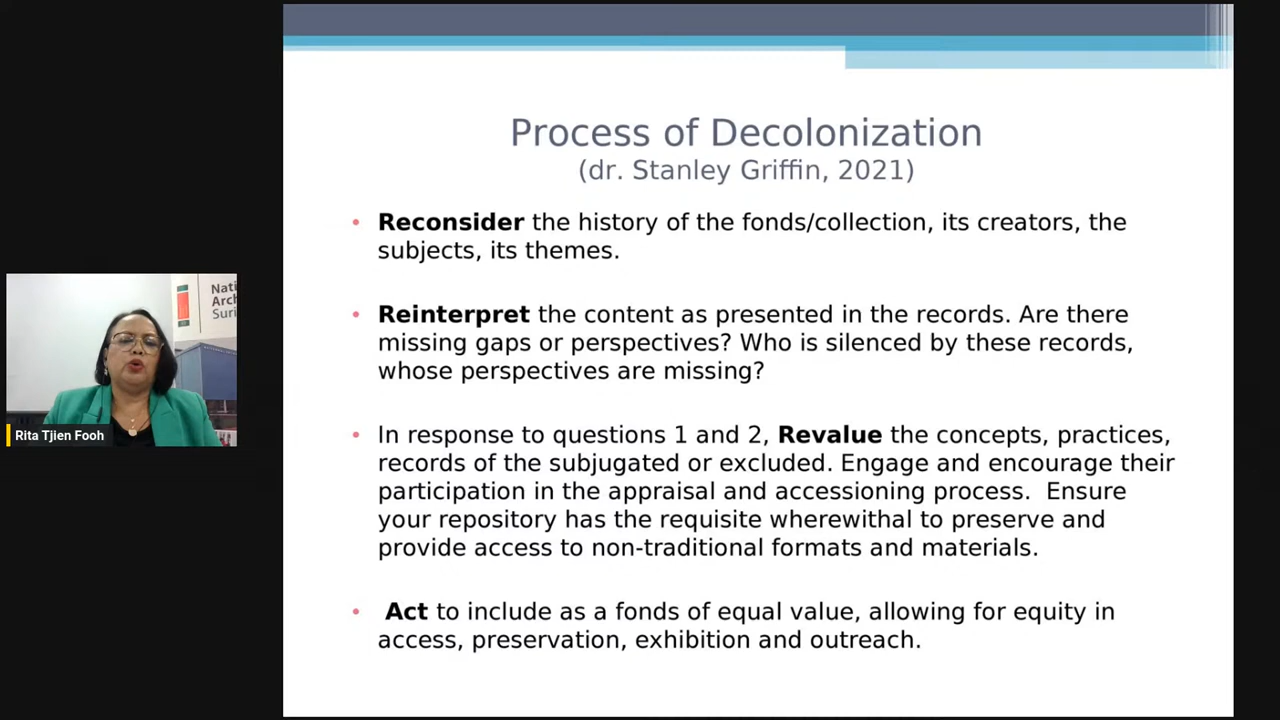 Process of Decolonization
(dr. Stanley Griffin, 2021)
• Reconsider the history of the fonds/collection, its creators, the
subjects, its themes.
• Reinterpret the content as presented in the records. Are there
missing gaps or perspectives? Who is silenced by these records,
whose perspectives are missing?
• In response to questions 1 and 2, Revalue the concepts, practices,
records of the subjugated or excluded. Engage and encourage their
participation in the appraisal and accessioning process.  Ensure
your repository has the requisite wherewithal to preserve and
provide access to non-traditional formats and materials.
• Act to include as a fonds of equal value, allowing for equity in
access, preservation, exhibition and outreach.
Nati
Arch
Suri
Rita Tjien Fooh